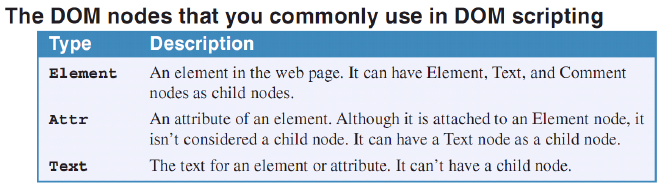 The DOM nodes that you commonly use in DOM scripting
Type Description
Element An element in the web page. It can have Element, Text, and Comment
nodes as child nodes.
Attr An attribute of an element. Although it is attached to an Element node, it
isn't considered a child node. It can have a Text node as a child node.
Text The text for an element or attribute. It can't have a child node.